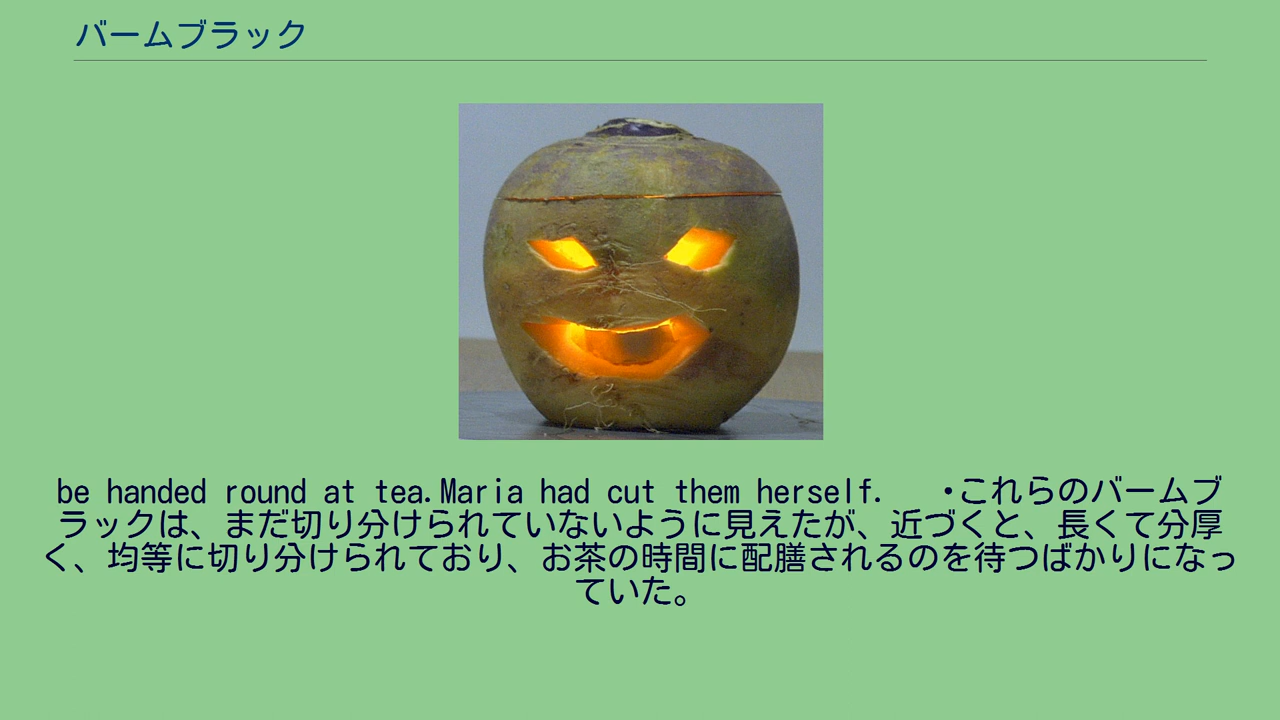 バームブラック
be handed round at tea.Maria had cut them herself.   •これらのバームブ
ラックは、まだ切り分けられていないように見えたが、近づくと、長くて分厚
く、均等に切り分けられており、お茶の時間に配膳されるのを待つばかりになっ
ていた。